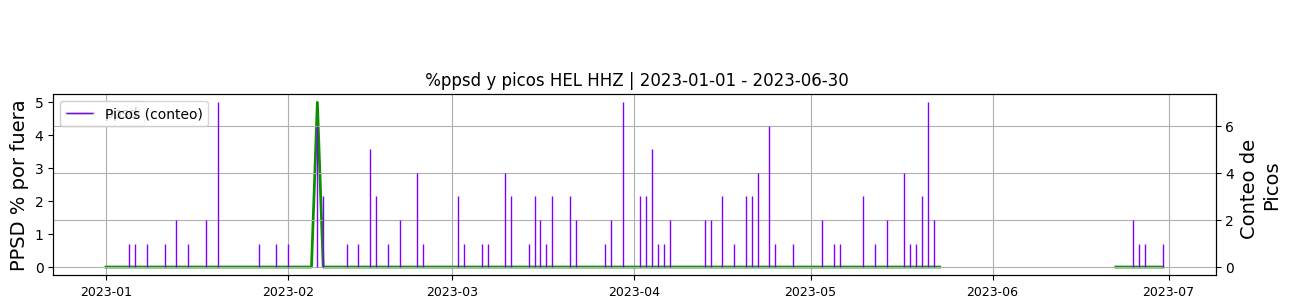 %ppsd y picos HEL HHZ | 2023-01-01 - 2023-06-30
Picos (conteo)
PPSD % por fuera
5
4
3
2
1
0
6
4
2
0
Conteo de
Picos
2023-01 2023-02 2023-03 2023-04 2023-05 2023-06 2023-07